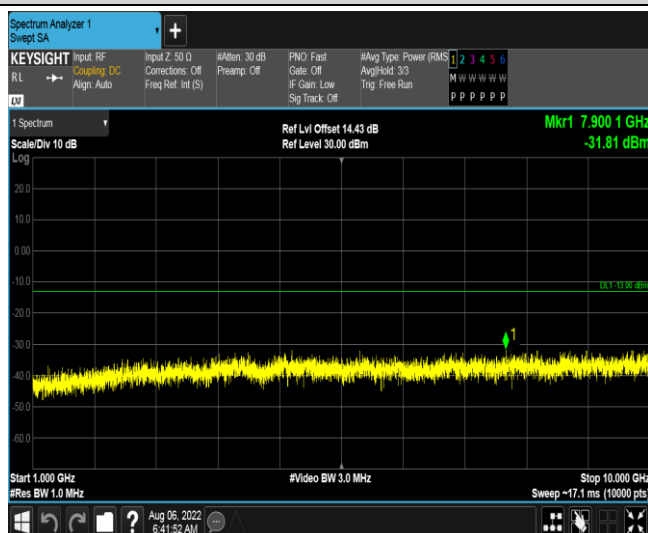 Spectrum Analyzer 1
Swept SA
+
KEYSIGHT Input: RF Input Z: 50 Ω #Atten: 30 dB PNO: Fast #Avg Type: Power (RMS 1 2 3 4 5 6
RL Coupling: DC Corrections: Off Preamp: Off Gate: Off Avg|Hold: 3/3 M W W W W W
Align: Auto Freq Ref: Int (S) IF Gain: Low Trig: Free Run
Sig Track: Off P P P P P P
LXI
1 Spectrum
Ref Lvl Offset 14.43 dB Mkr1 7.900 1 GHz
Scale/Div 10 dB Ref Level 30.00 dBm -31.81 dBm
Log
20.0
10.0
0.00
-10.0
DL1 -13.00 dBm
-20.0
-30.0
1
-40.0
-50.0
-60.0
Start 1.000 GHz #Video BW 3.0 MHz Stop 10.000 GHz
#Res BW 1.0 MHz Sweep ~17.1 ms (10000 pts)
? Aug 06, 2022
6:41:52 AM